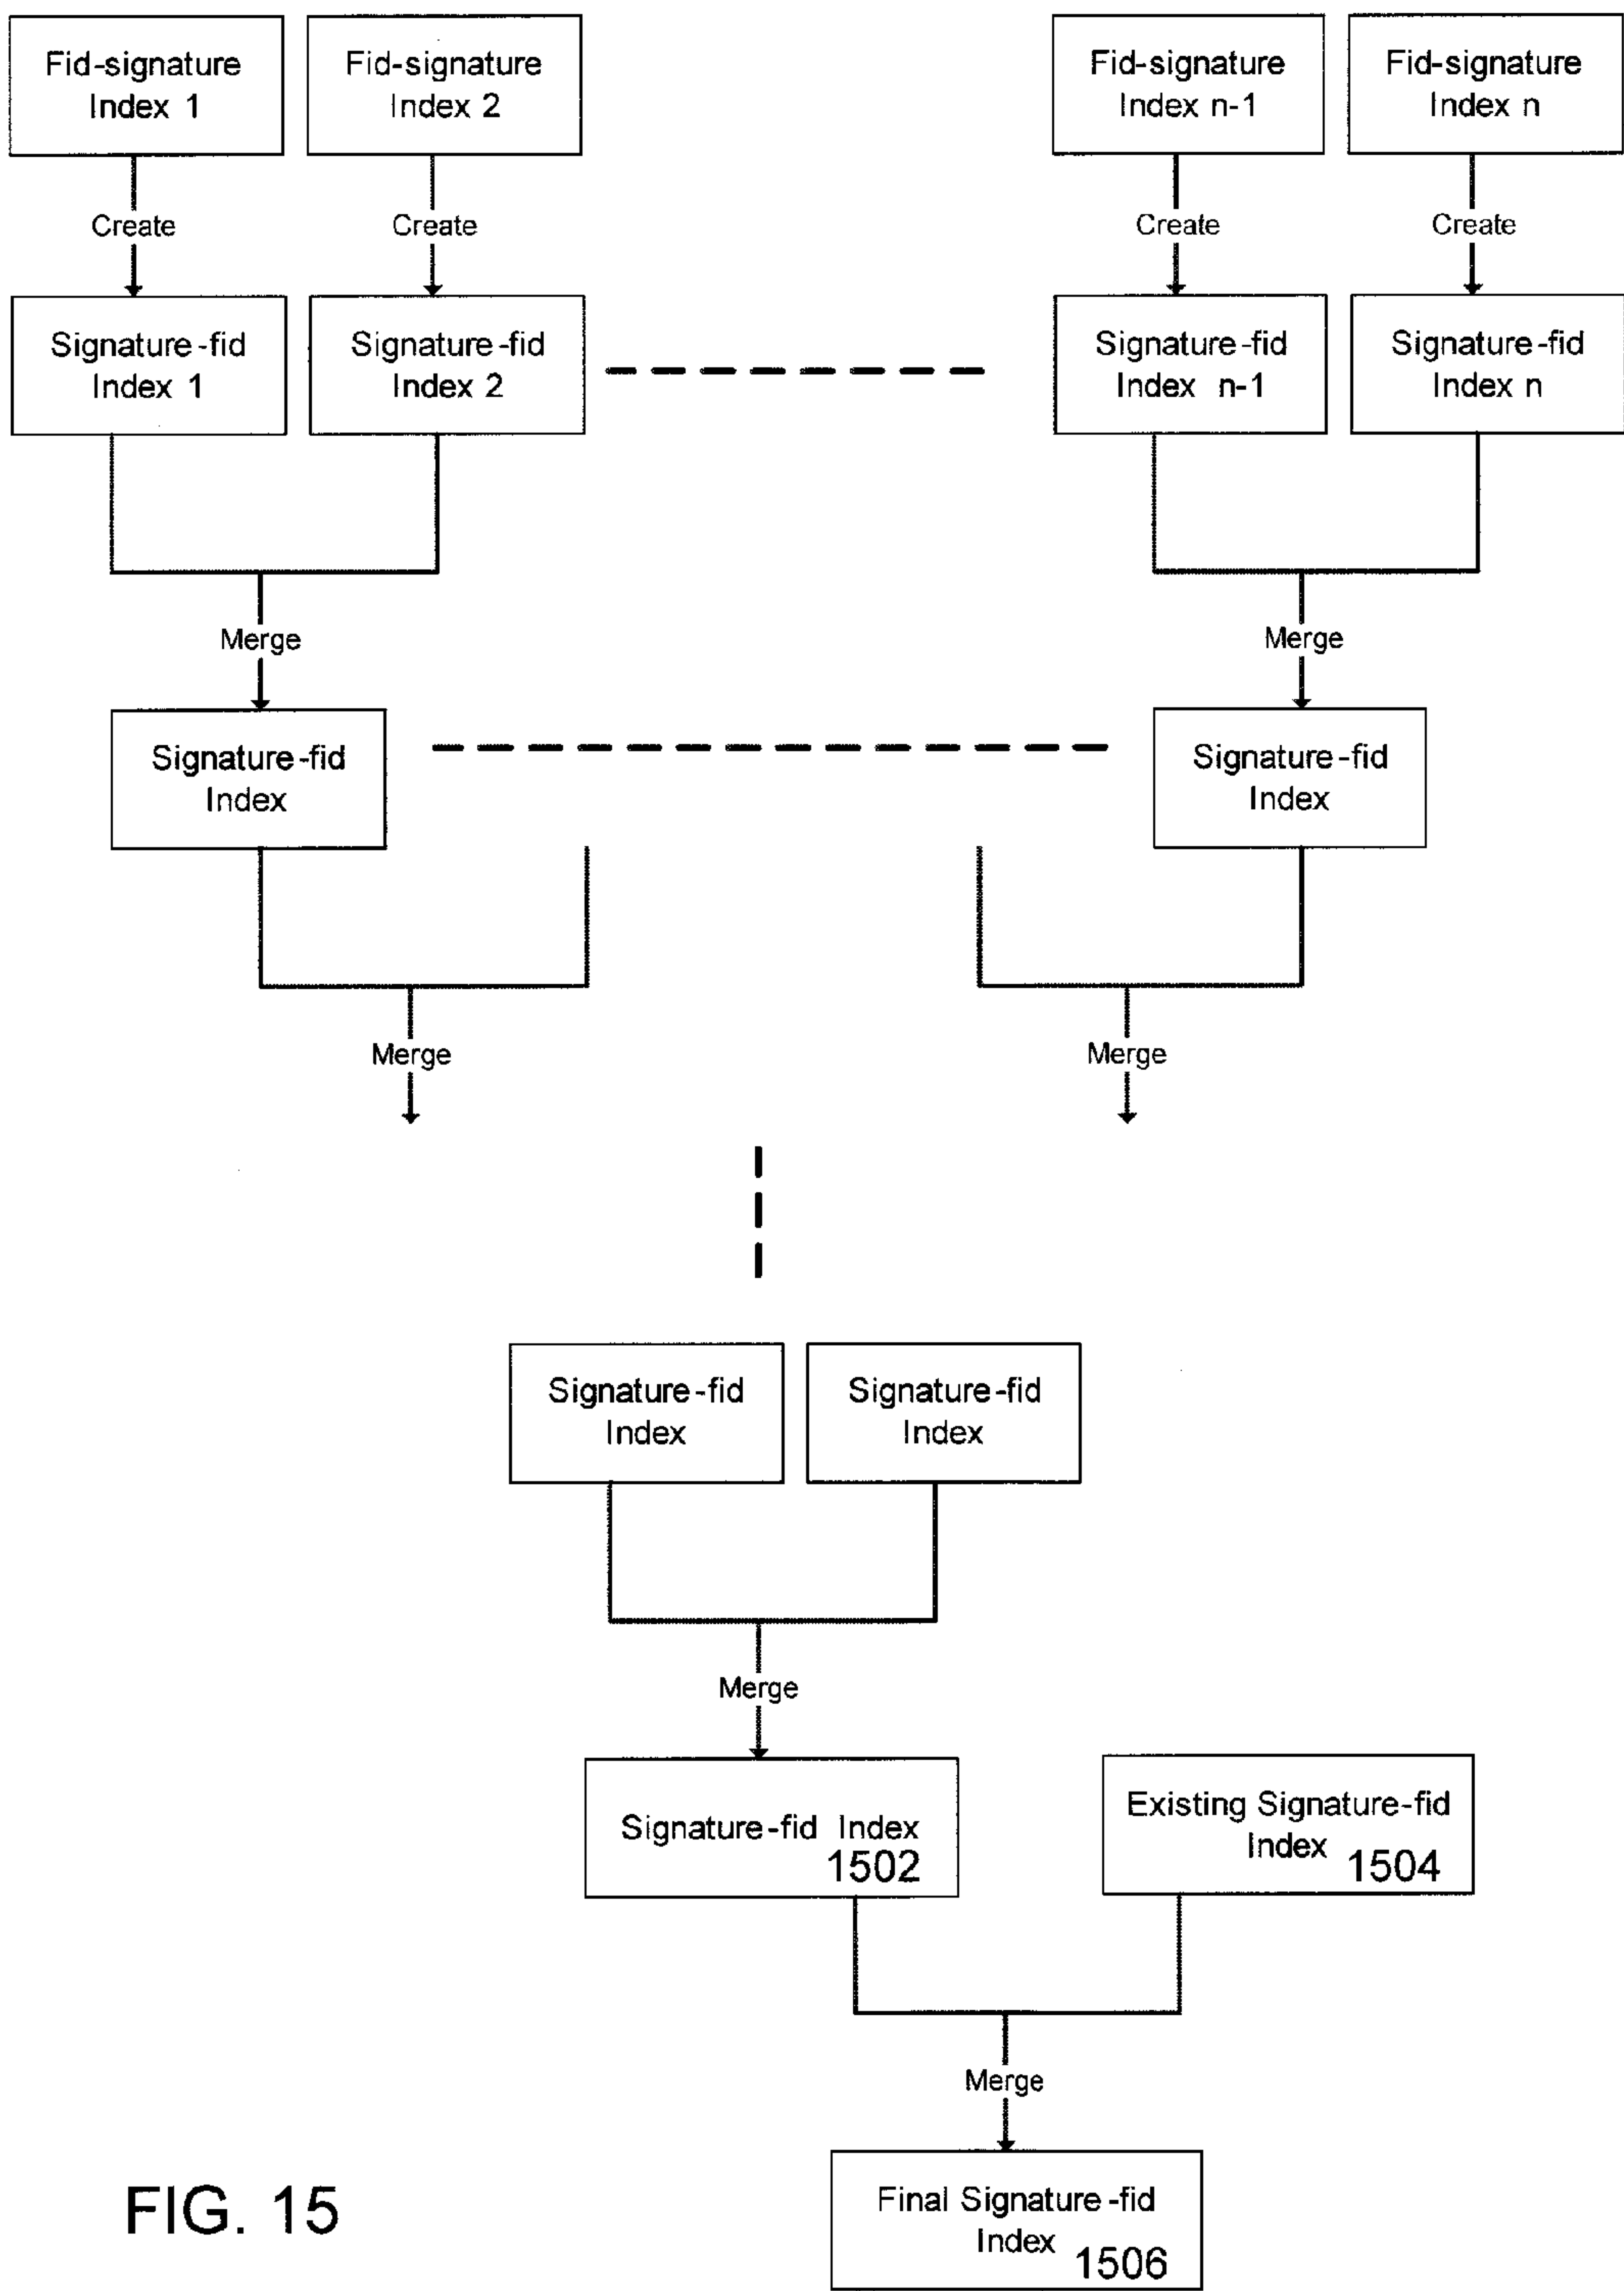 Fid-signature
Index 1
Fid-signature
Index 2
Fid-signature
Index n-1
Fid-signature
Index n
Create
Create
Create
Create
Signature-fid
Index 1
Signature-fid
Index 2
Signature-fid
Index n-1
Signature-fid
Index n
Merge
Merge
Signature-fid
Index
Signature-fid
Index
Merge
Merge
Signature-fid
Index
Signature-fid
Index
Merge
Signature-fid Index
1502
Existing Signature-fid
Index 1504
Merge
Final Signature-fid
Index 1506
FIG. 15